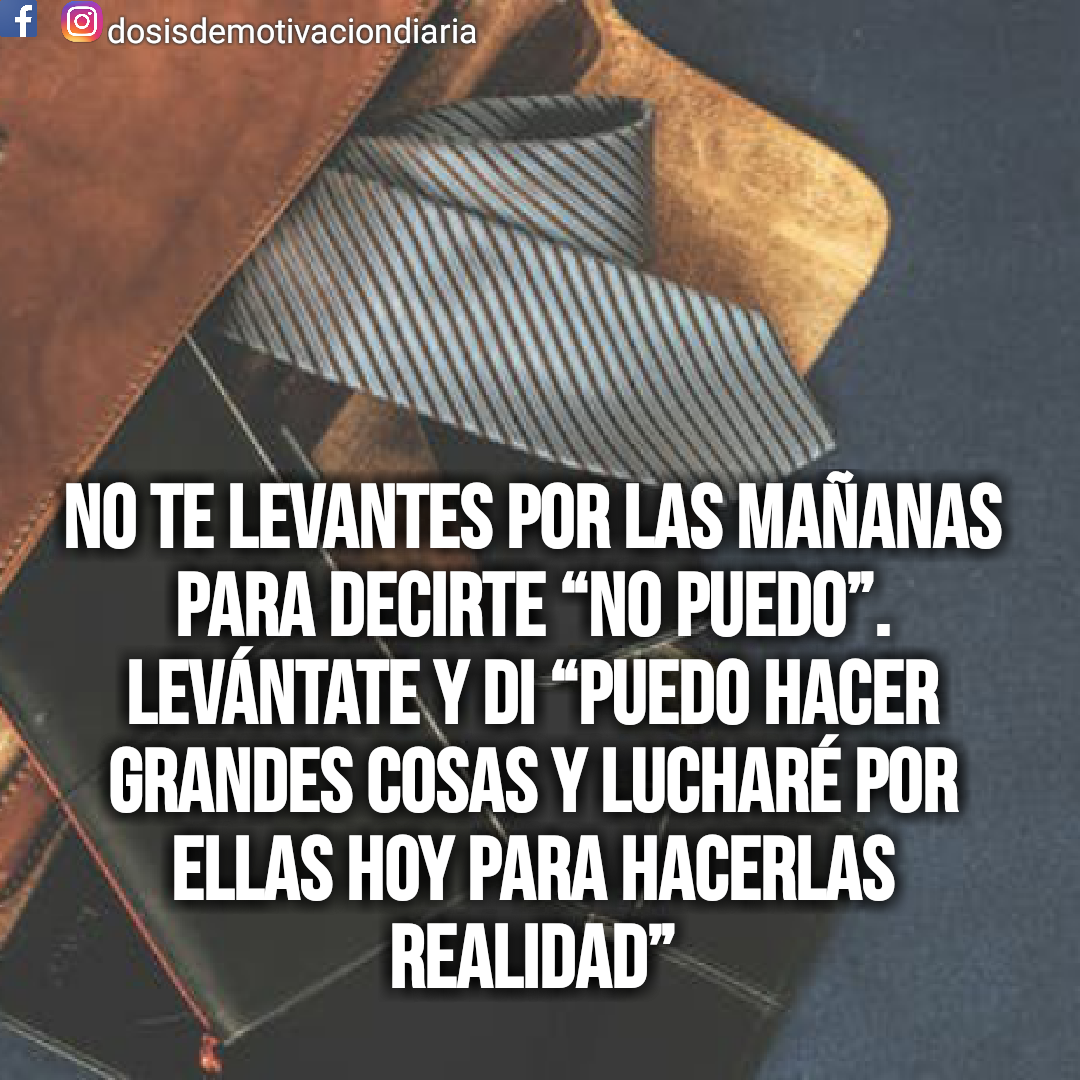 dosisdemotivaciondiaria
NO TE LEVANTES POR LAS MAÑANAS
PARA DECIRTE “NO PUEDO”.
LEVÁNTATE Y DI “PUEDO HACER
GRANDES COSAS Y LUCHARÉ POR
ELLAS HOY PARA HACERLAS
REALIDAD”